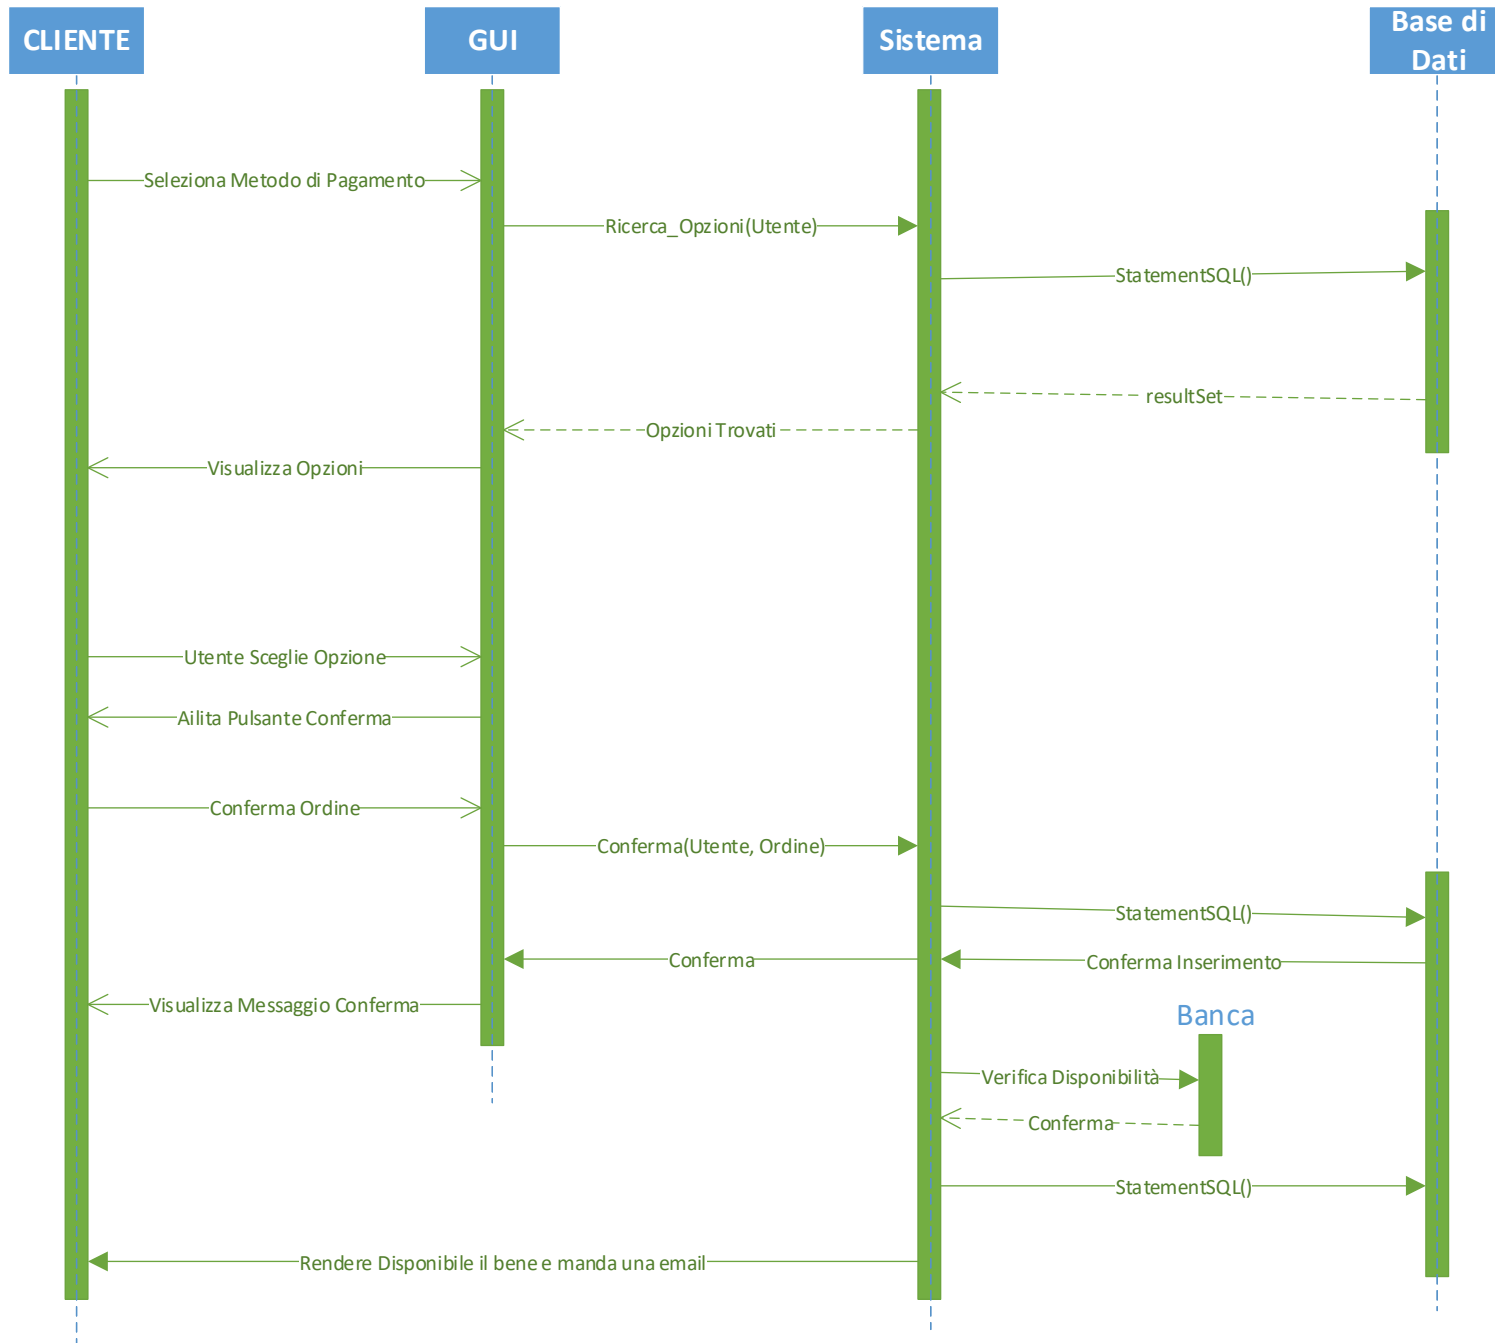 CLIENTE
GUI
Sistema
Base di
Dati
Seleziona Metodo di Pagamento
Ricerca_Opzioni(Utente)
StatementSQL()
resultSet
Opzioni Trovati
Visualizza Opzioni
Utente Sceglie Opzione
Ailita Pulsante Conferma
Conferma Ordine
Conferma(Utente, Ordine)
StatementSQL()
Conferma
Conferma Inserimento
Visualizza Messaggio Conferma
Banca
Verifica Disponibilità
Conferma
StatementSQL()
Rendere Disponibile il bene e manda una email